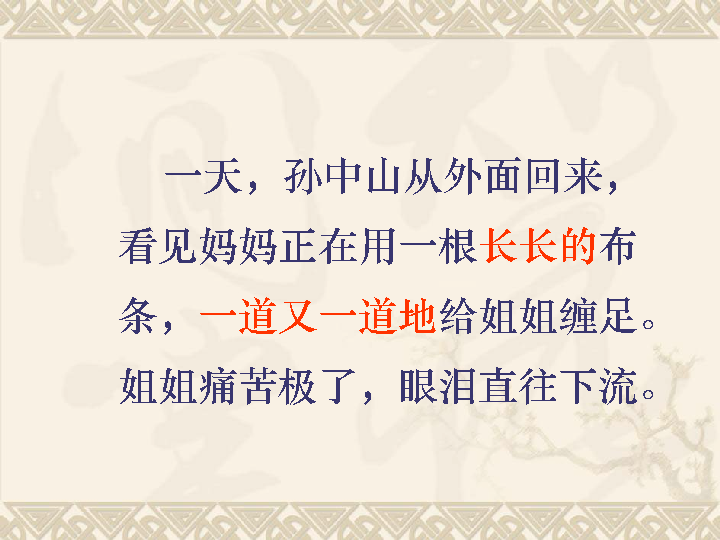 一天，孙中山从外面回来，
看见妈妈正在用一根长长的布
条，一道又一道地给姐姐缠足。
姐姐痛苦极了，眼泪直往下流。